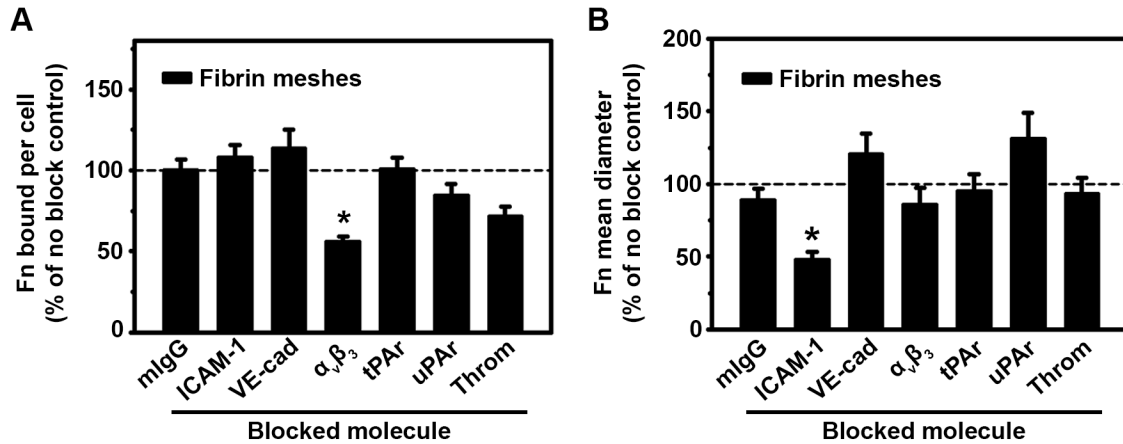 A
Fn bound per cell
(% of no block control)
150
100
50
0
Fibrin meshes
*
mIgG
ICAM-1
VE-cad
αvβ3
tPAr
uPAr
Throm
Blocked molecule
B
Fn mean diameter
(% of no block control)
200
150
100
50
0
Fibrin meshes
*
mIgG
ICAM-1
VE-cad
αvβ3
tPAr
uPAr
Throm
Blocked molecule